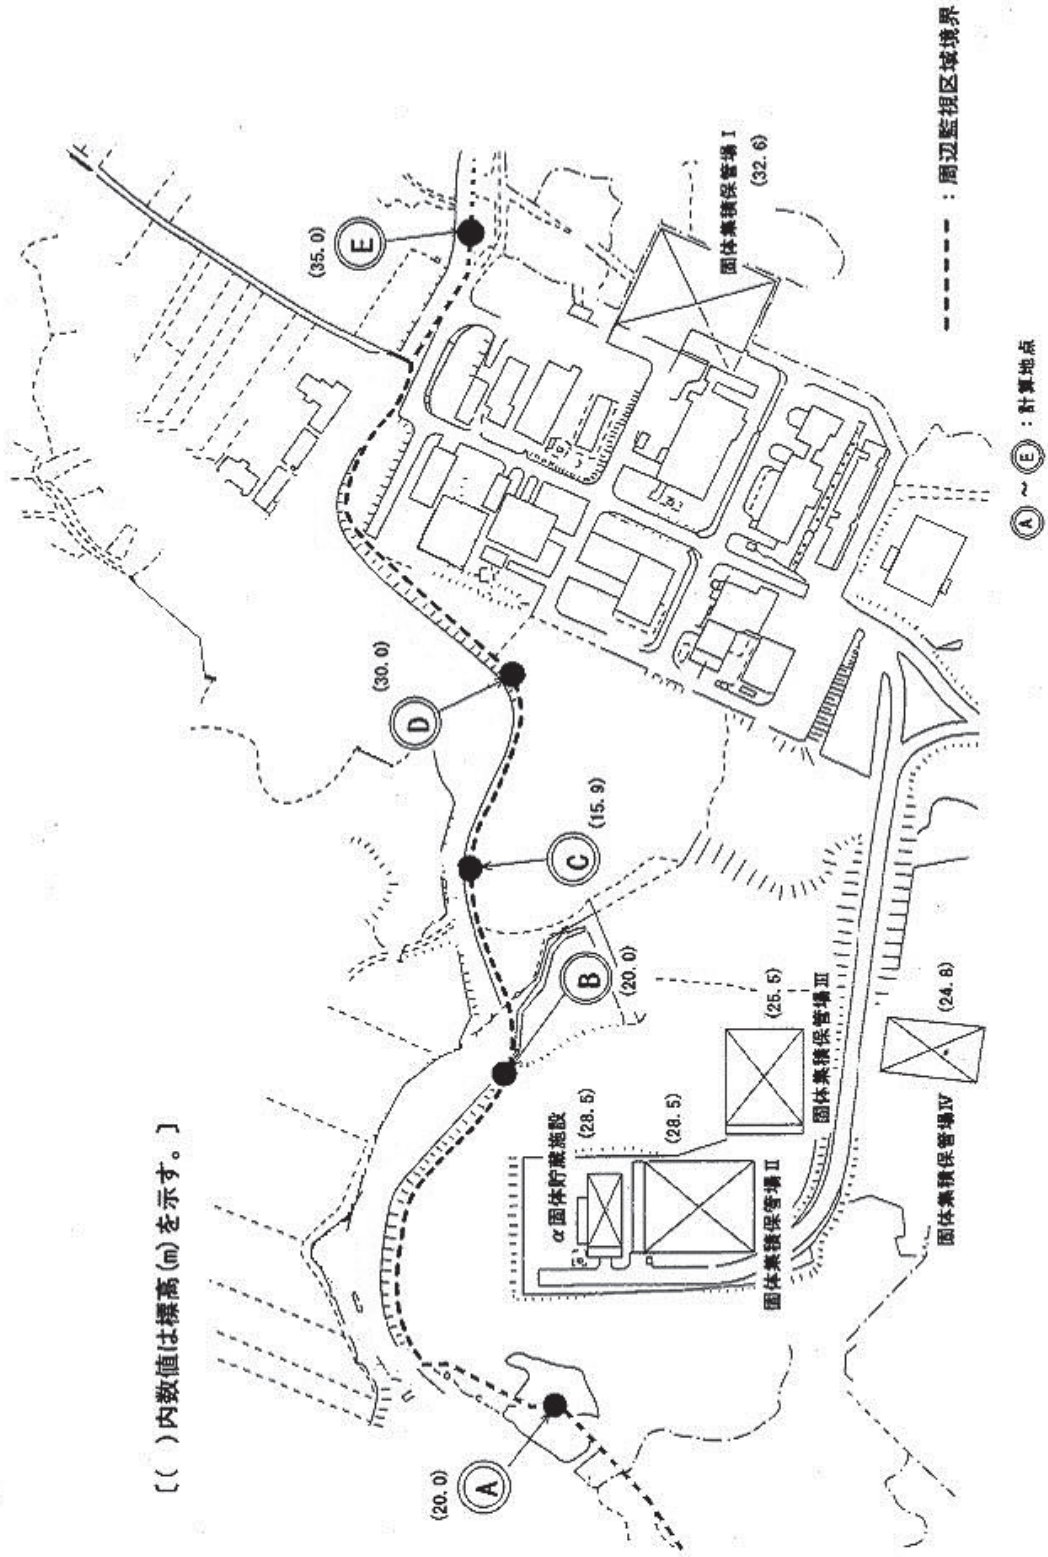 [( )内数値は標高(m)を示す。]
(20.0)
A
B
(20.0)
C
(15.9)
D
(30.0)
E
(35.0)
α固体貯蔵施設
(28.5)
(28.5)
固体集積保管場Ⅱ
(25.5)
固体集積保管場Ⅲ
(24.8)
固体集積保管場Ⅳ
固体集積保管場Ⅰ
(32.6)
A ~ E : 計算地点
: 周辺監視区域境界